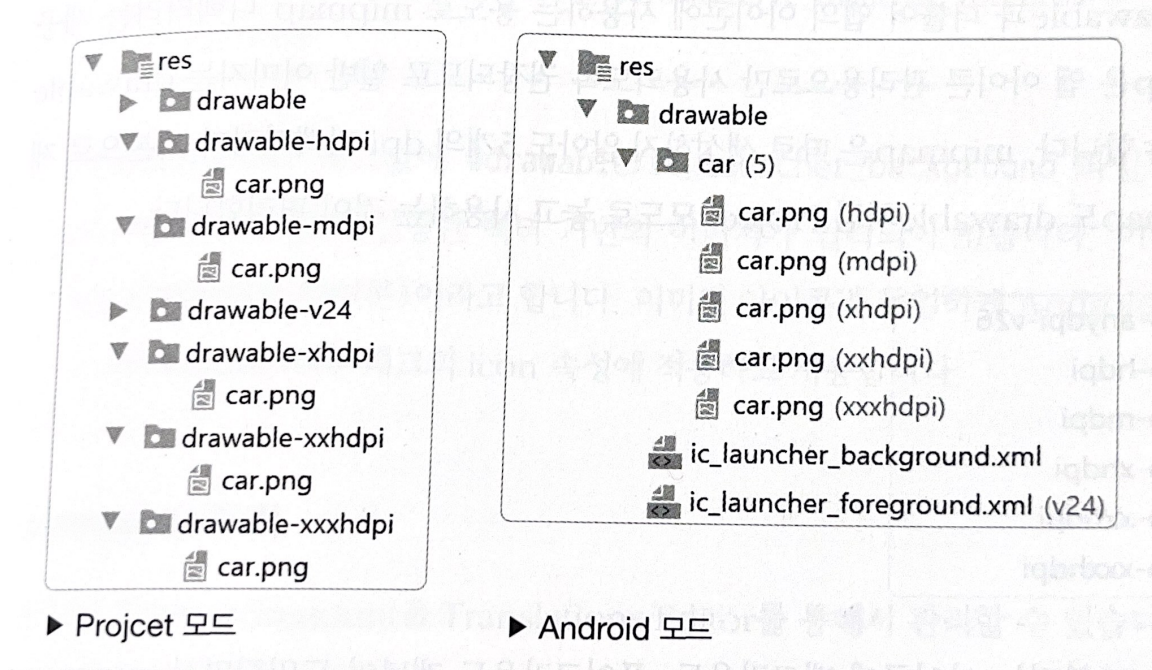 res
drawable
drawable-hdpi
car.png
drawable-mdpi
car.png
drawable-v24
drawable-xhdpi
car.png
drawable-xxhdpi
car.png
drawable-xxxhdpi
car.png
▶ Projcet 모드
res
drawable
car (5)
car.png (hdpi)
car.png (mdpi)
car.png (xhdpi)
car.png (xxhdpi)
car.png (xxxhdpi)
ic_launcher_background.xml
ic_launcher_foreground.xml (v24)
▶ Android 모드